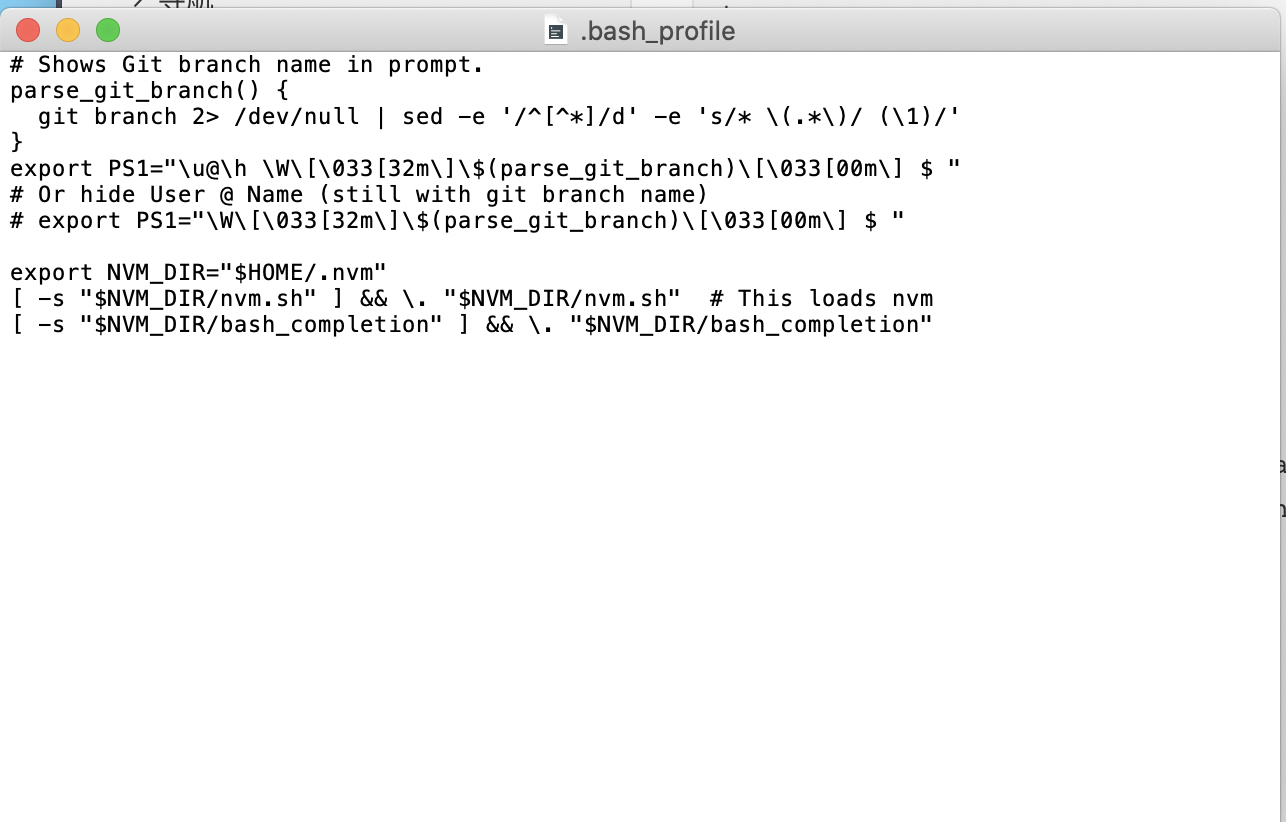 .bash_profile
# Shows Git branch name in prompt.
parse_git_branch() {
  git branch 2> /dev/null | sed -e '/^[^*]/d' -e 's/* \(.*\)/ (\1)/'
}
export PS1="\u@\h \W\[\033[32m\]\$(parse_git_branch)\[\033[00m\] $ "
# Or hide User @ Name (still with git branch name)
# export PS1="\W\[\033[32m\]\$(parse_git_branch)\[\033[00m\] $ "

export NVM_DIR="$HOME/.nvm"
[ -s "$NVM_DIR/nvm.sh" ] && \. "$NVM_DIR/nvm.sh"  # This loads nvm
[ -s "$NVM_DIR/bash_completion" ] && \. "$NVM_DIR/bash_completion"